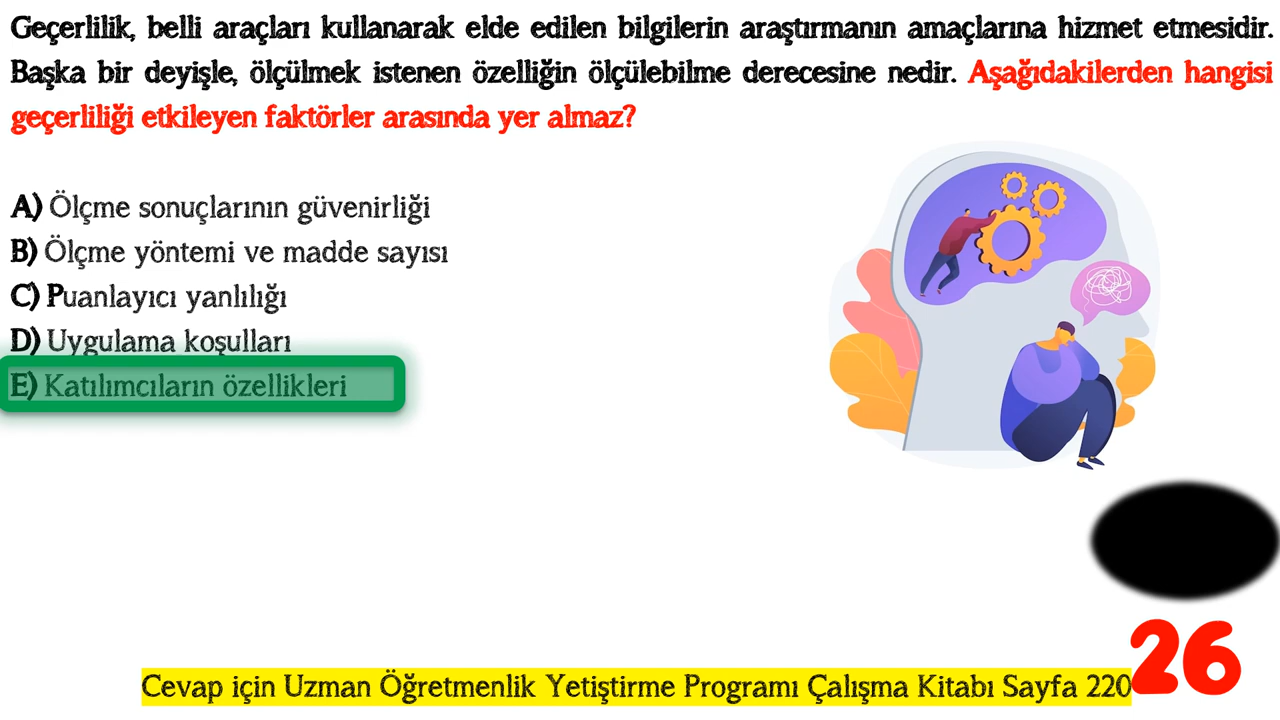 Geçerlilik, belli araçları kullanarak elde edilen bilgilerin araştırmanın amaçlarına hizmet etmesidir.
Başka bir deyişle, ölçülmek istenen özelliğin ölçülebilme derecesine nedir. Aşağıdakilerden hangisi
geçerliliği etkileyen faktörler arasında yer almaz?
A) Ölçme sonuçlarının güvenirliği
B) Ölçme yöntemi ve madde sayısı
C) Puanlayıcı yanlılığı
D) Uygulama koşulları
E) Katılımcıların özellikleri
26
Cevap için Uzman Öğretmenlik Yetiştirme Programı Çalışma Kitabı Sayfa 220